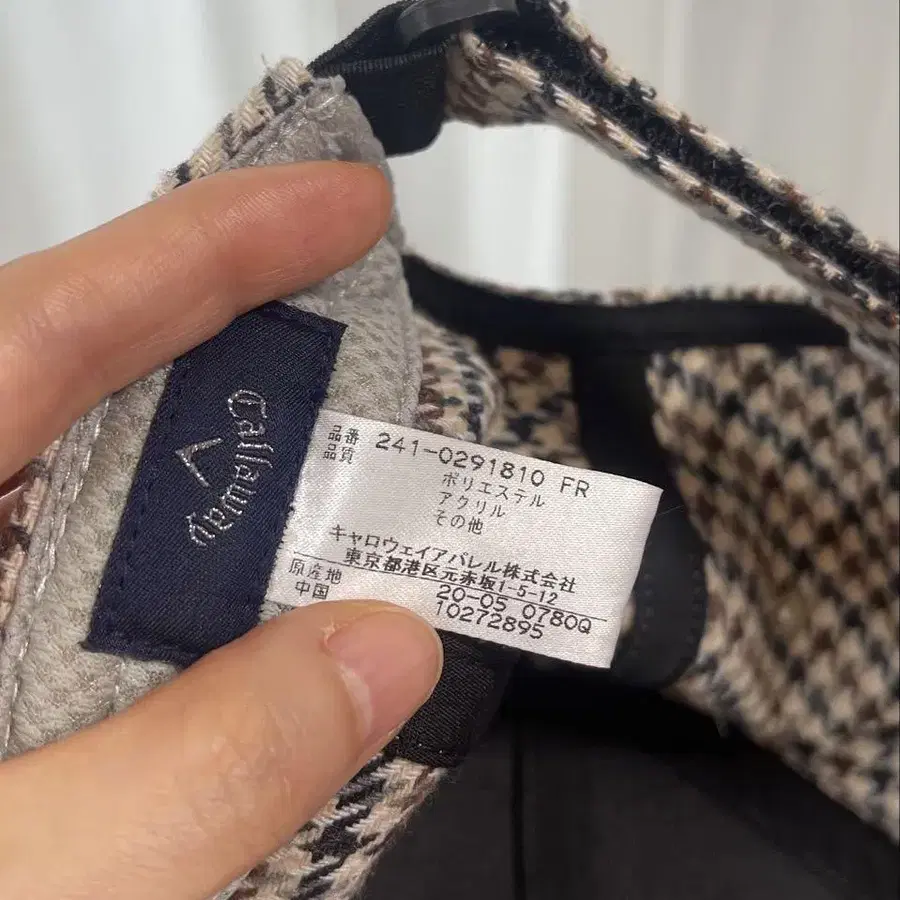 Callaway
品番 241-0291810 FR
品質 ポリエステル
アクリル
その他
キャロウェイアパレル株式会社
東京都港区元赤坂1-5-12
原産地 20-05 0780Q
中国 10272895